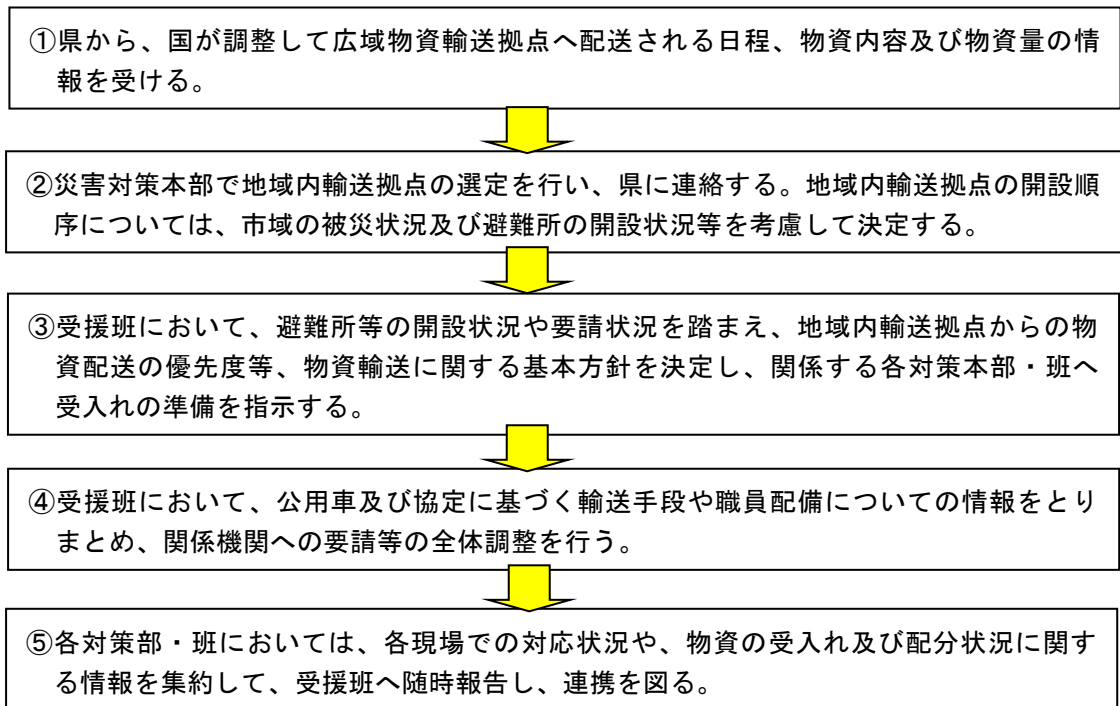 ①県から、国が調整して広域物資輸送拠点へ配送される日程、物資内容及び物資量の情
報を受ける。
②災害対策本部で地域内輸送拠点の選定を行い、県に連絡する。地域内輸送拠点の開設順
序については、市域の被災状況及び避難所の開設状況等を考慮して決定する。
③受援班において、避難所等の開設状況や要請状況を踏まえ、地域内輸送拠点からの物
資配送の優先度等、物資輸送に関する基本方針を決定し、関係する各対策本部・班へ
受入れの準備を指示する。
④受援班において、公用車及び協定に基づく輸送手段や職員配備についての情報をとり
まとめ、関係機関への要請等の全体調整を行う。
⑤各対策部・班においては、各現場での対応状況や、物資の受入れ及び配分状況に関す
る情報を集約して、受援班へ随時報告し、連携を図る。